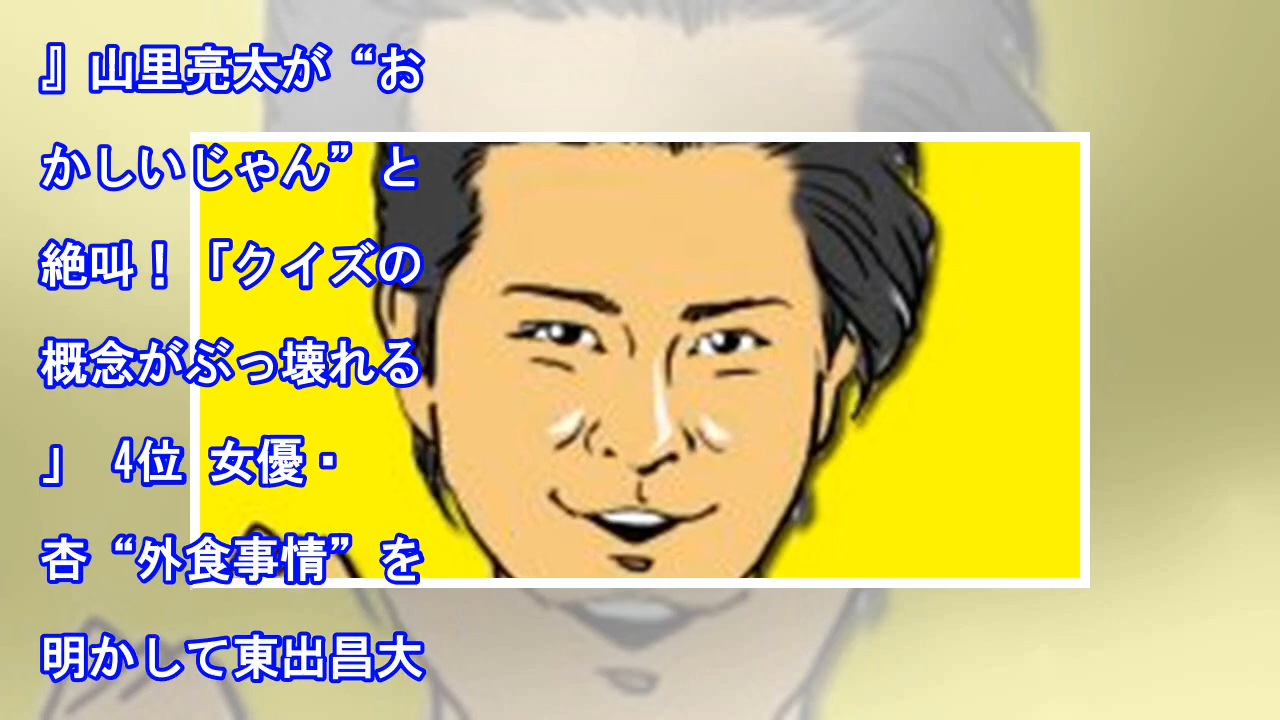 』山里亮太が“お
かしいじゃん”と
絶叫！「クイズの
概念がぶっ壊れる
」 4位 女優・
杏“外食事情”を
明かして東出昌大